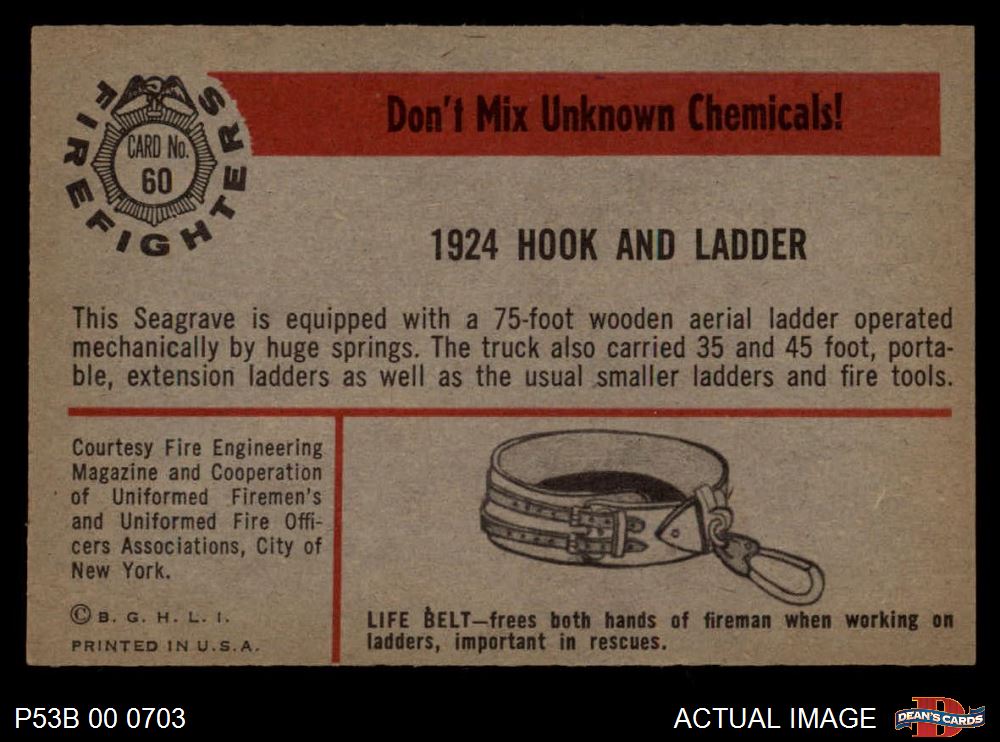 FIREFIGHTERS
CARD No.
60
Don't Mix Unknown Chemicals!
1924 HOOK AND LADDER
This Seagrave is equipped with a 75-foot wooden aerial ladder operated
mechanically by huge springs. The truck also carried 35 and 45 foot, porta-
ble, extension ladders as well as the usual smaller ladders and fire tools.
Courtesy Fire Engineering
Magazine and Cooperation
of Uniformed Firemen's
and Uniformed Fire Offi-
cers Associations, City of
New York.
© B. G. H. L. I.
PRINTED IN U.S.A.
LIFE BELT—frees both hands of fireman when working on
ladders, important in rescues.
P53B 00 0703
ACTUAL IMAGE
D
DEAN'S CARDS